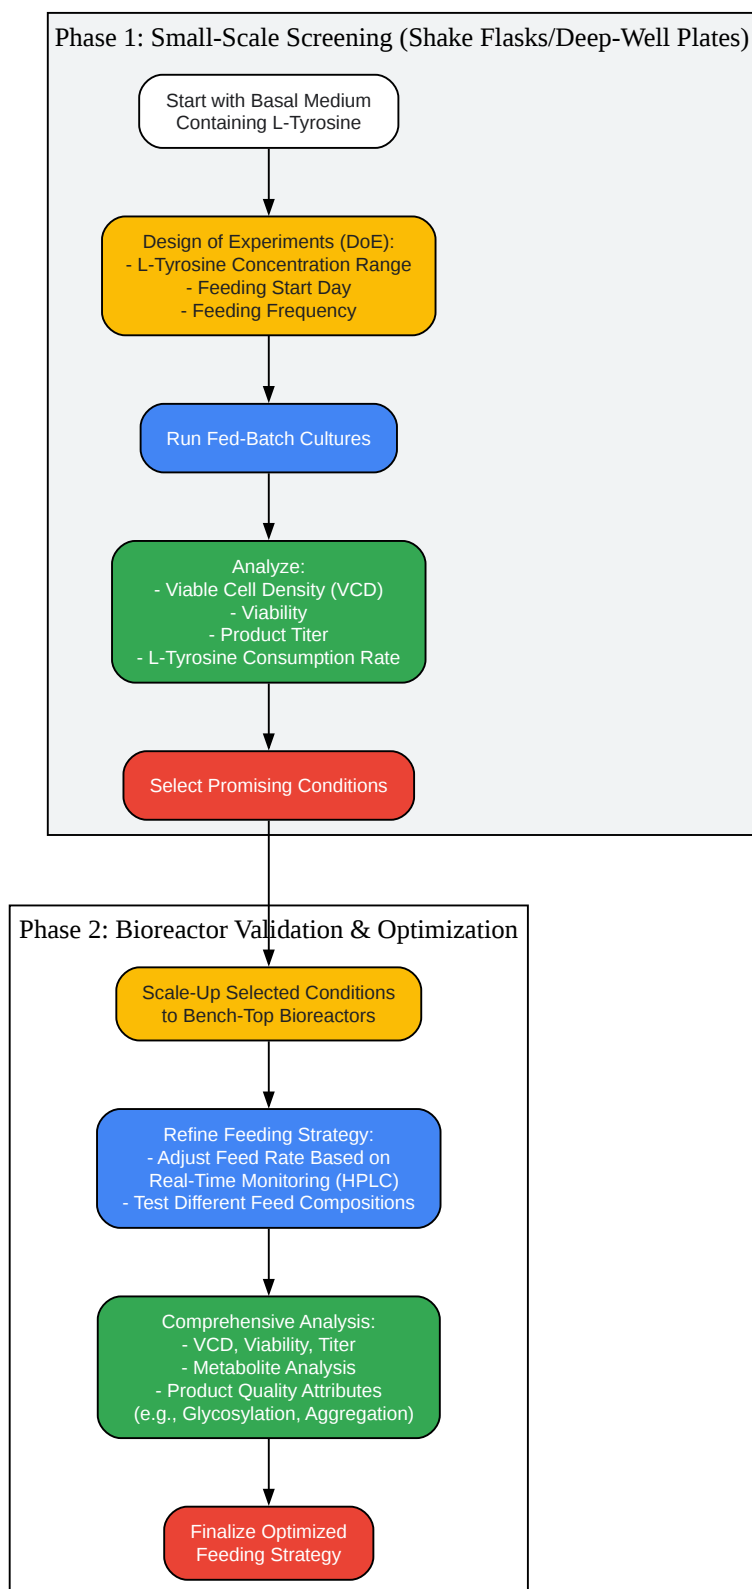 Phase 1: Small-Scale Screening (Shake Flasks/Deep-Well Plates)
Start with Basal Medium
Containing L-Tyrosine
Design of Experiments (DoE):
- L-Tyrosine Concentration Range
- Feeding Start Day
- Feeding Frequency
Run Fed-Batch Cultures
Analyze:
- Viable Cell Density (VCD)
- Viability
- Product Titer
- L-Tyrosine Consumption Rate
Select Promising Conditions
Phase 2: Bioreactor Validation & Optimization
Scale-Up Selected Conditions
to Bench-Top Bioreactors
Refine Feeding Strategy:
- Adjust Feed Rate Based on
Real-Time Monitoring (HPLC)
- Test Different Feed Compositions
Comprehensive Analysis:
- VCD, Viability, Titer
- Metabolite Analysis
- Product Quality Attributes
(e.g., Glycosylation, Aggregation)
Finalize Optimized
Feeding Strategy